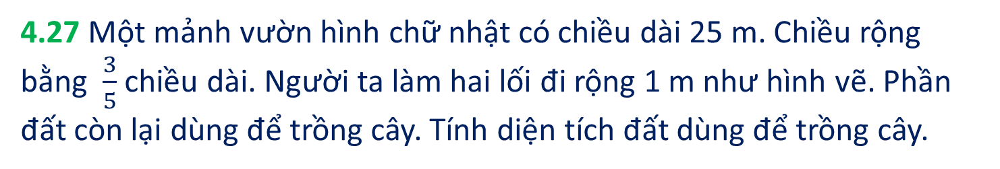 4.27 Một mảnh vườn hình chữ nhật có chiều dài 25 m. Chiều rộng
bằng 3/5 chiều dài. Người ta làm hai lối đi rộng 1 m như hình vẽ. Phần
đất còn lại dùng để trồng cây. Tính diện tích đất dùng để trồng cây.